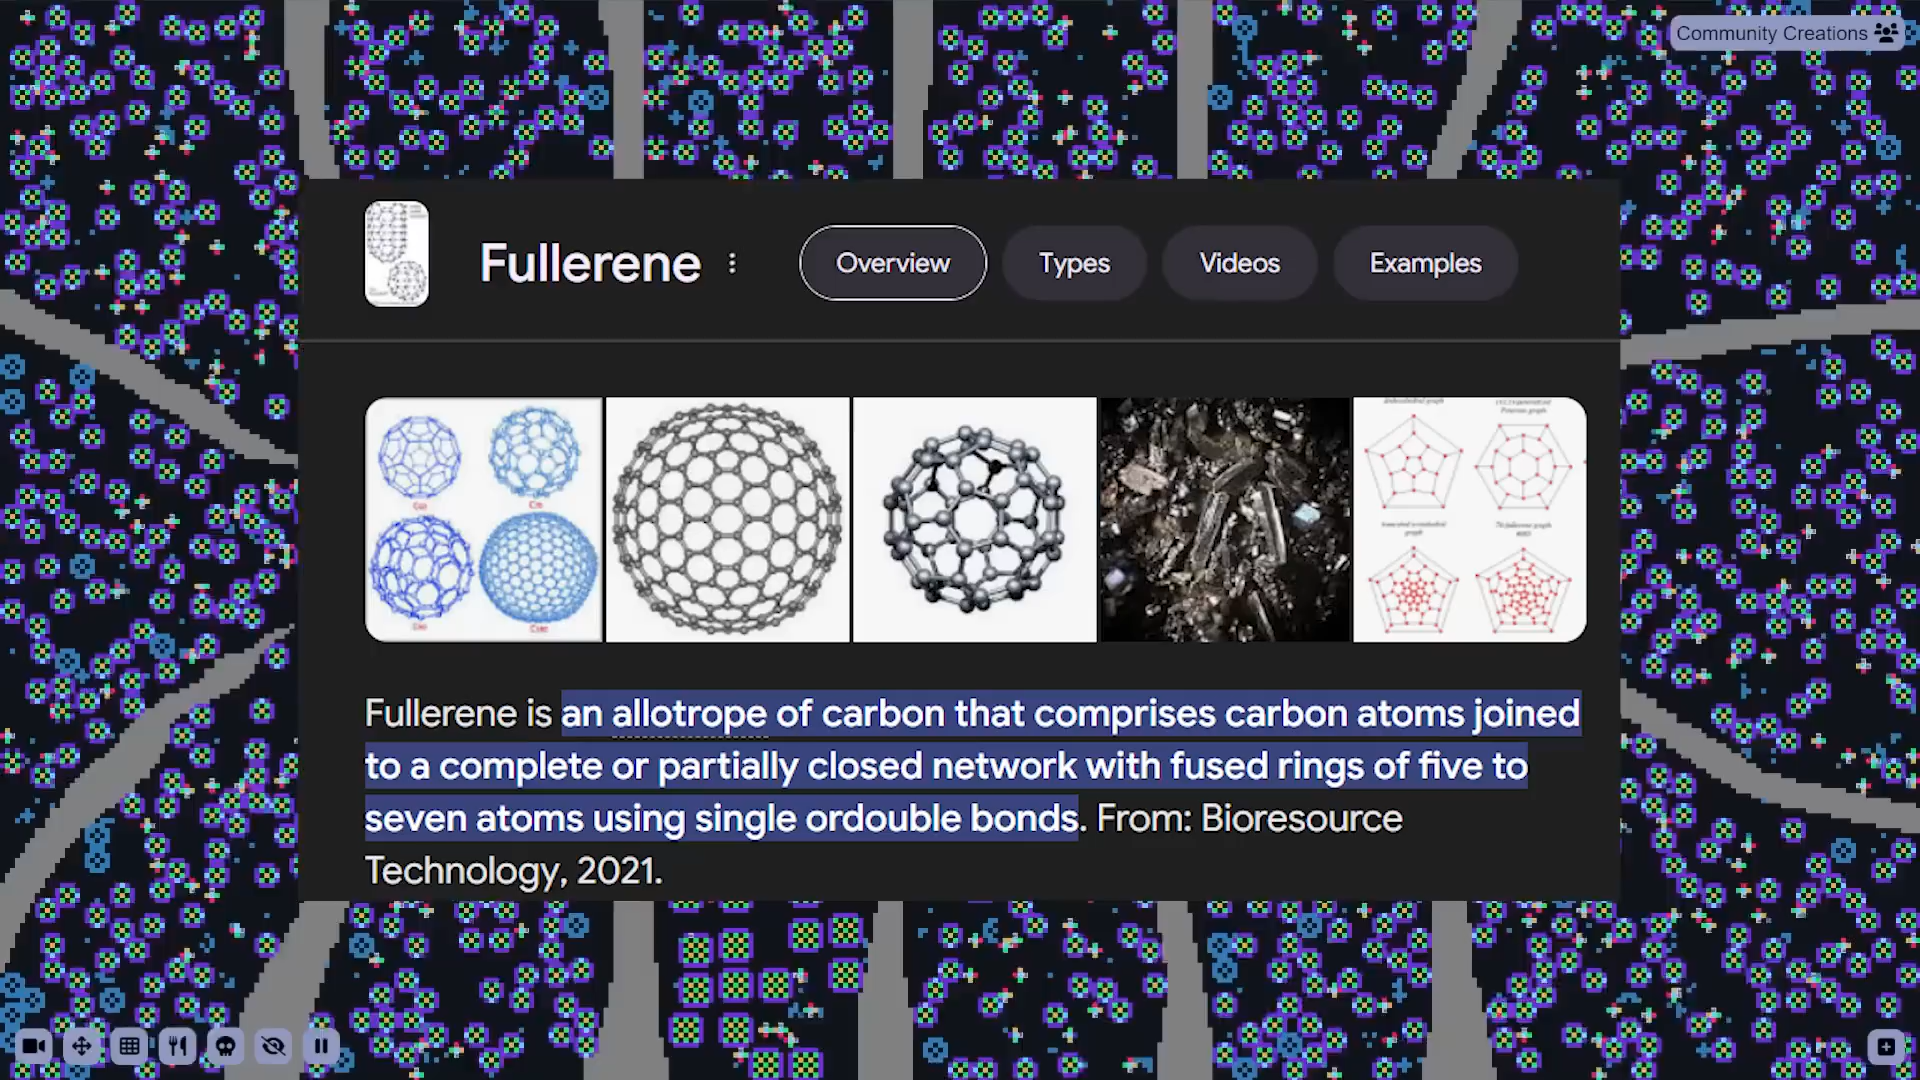 Community Creations
Fullerene
Overview
Types
Videos
Examples
Fullerene is an allotrope of carbon that comprises carbon atoms joined
to a complete or partially closed network with fused rings of five to
seven atoms using single ordouble bonds. From: Bioresource
Technology, 2021.